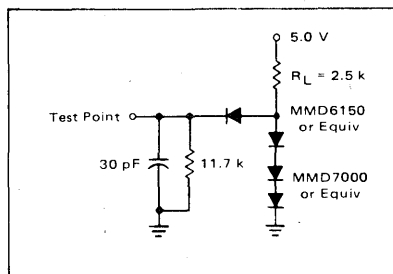 5.0 V
R_L = 2.5 k
Test Point
MMD6150
or Equiv
30 pF
11.7 k
MMD7000
or Equiv